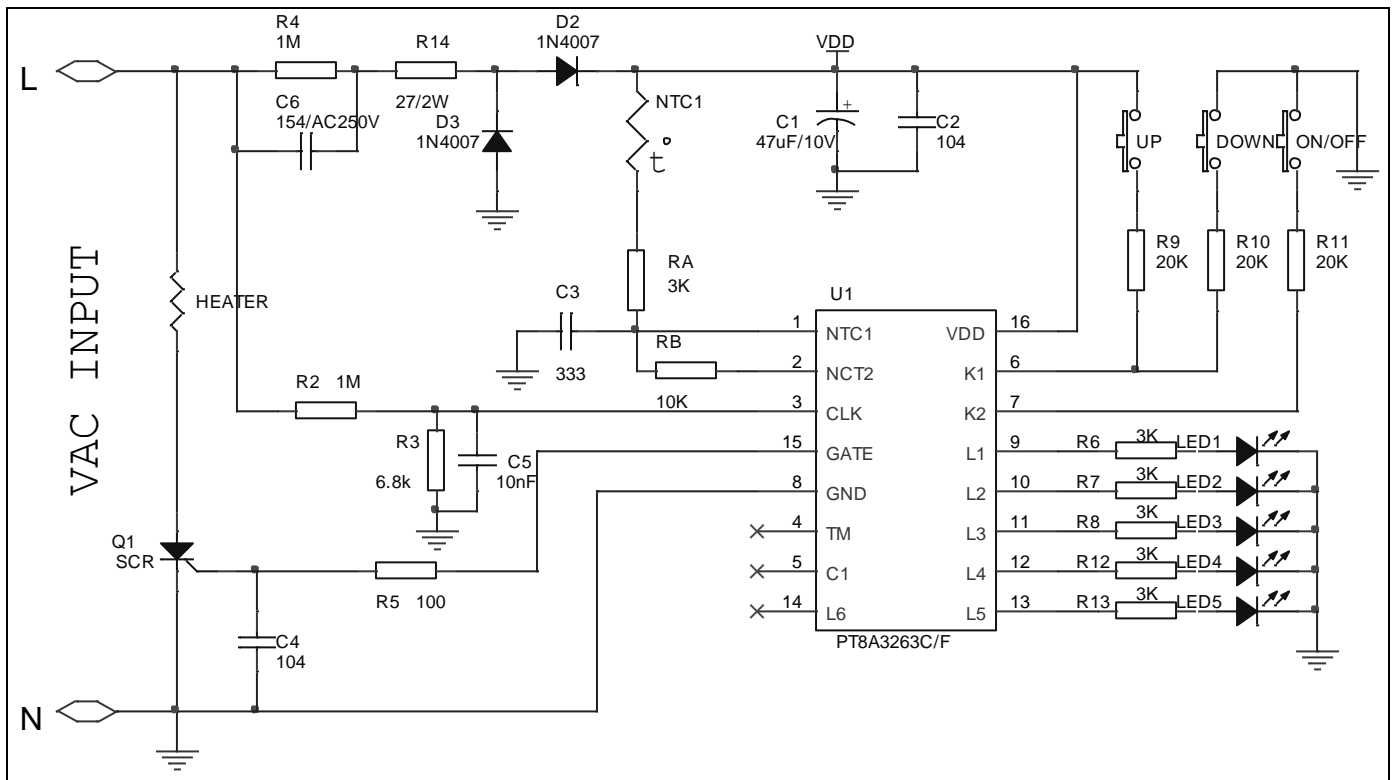 R4
1M
R14
D2
1N4007
VDD
L
C6
154/AC250V
27/2W
D3
1N4007
NTC1
t°
C1
47uF/10V
+
C2
104
UP
DOWN
ON/OFF
R9
20K
R10
20K
R11
20K
VAC INPUT
HEATER
RA
3K
C3
333
RB
10K
U1
1
NTC1
2
NCT2
3
CLK
15
GATE
8
GND
4
TM
5
C1
14
L6
VDD
16
K1
6
K2
7
L1
9
L2
10
L3
11
L4
12
L5
13
PT8A3263C/F
R2 1M
R3
6.8k
C5
10nF
R6
3K
LED1
R7
3K
LED2
R8
3K
LED3
R12
3K
LED4
R13
3K
LED5
Q1
SCR
R5 100
C4
104
N